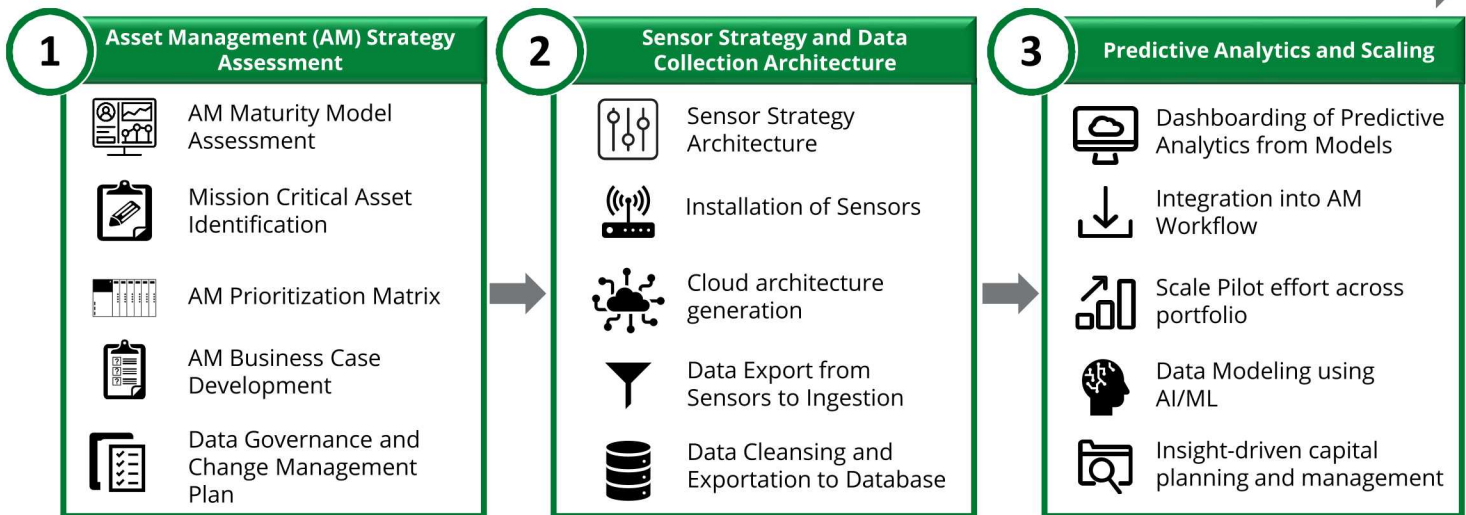 1
Asset Management (AM) Strategy
Assessment
AM Maturity Model
Assessment
Mission Critical Asset
Identification
AM Prioritization Matrix
AM Business Case
Development
Data Governance and
Change Management
Plan
2
Sensor Strategy and Data
Collection Architecture
Sensor Strategy
Architecture
Installation of Sensors
Cloud architecture
generation
Data Export from
Sensors to Ingestion
Data Cleansing and
Exportation to Database
3
Predictive Analytics and Scaling
Dashboarding of Predictive
Analytics from Models
Integration into AM
Workflow
Scale Pilot effort across
portfolio
Data Modeling using
AI/ML
Insight-driven capital
planning and management